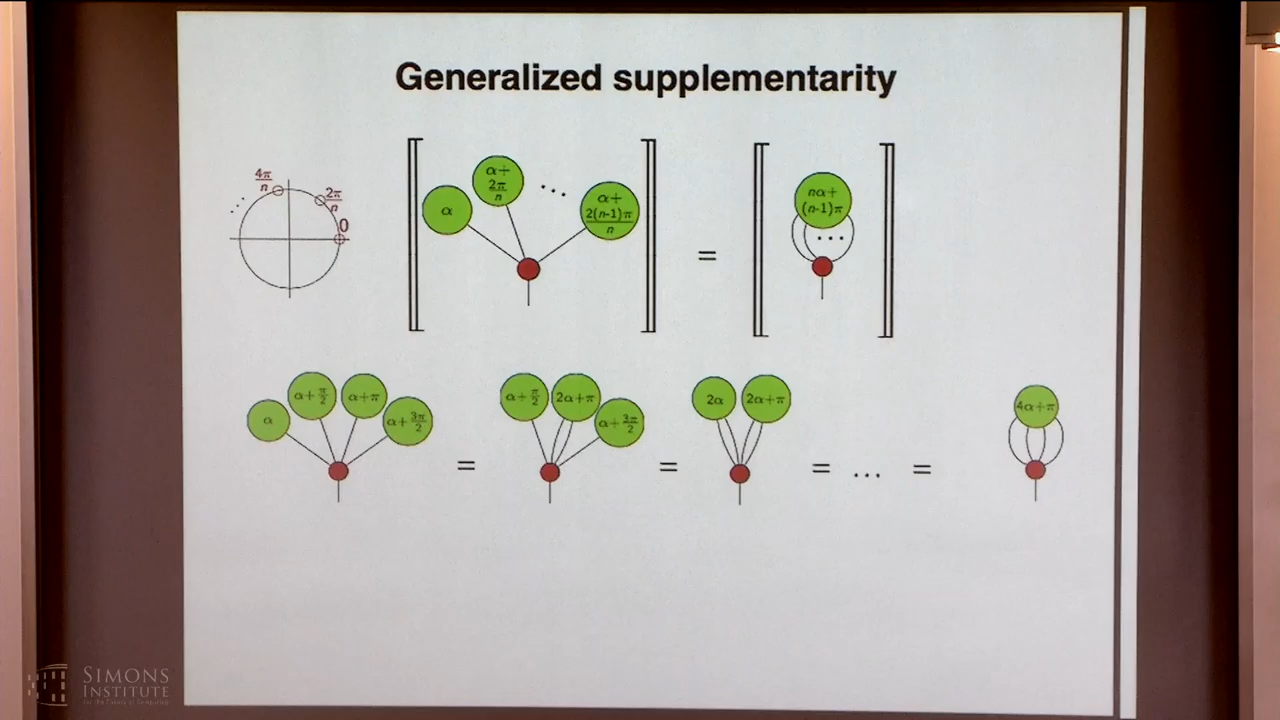 Generalized supplementarity
4π/n
2π/n
0
...
α
α+ 2π/n
...
α+ 2(n-1)π/n
=
nα+
(n-1)π
...
α
α+π/2
α+π
α+3π/2
=
α+π/2
2α+π
α+3π/2
=
2α
2α+π
= ... =
4α+π
SIMONS
INSTITUTE